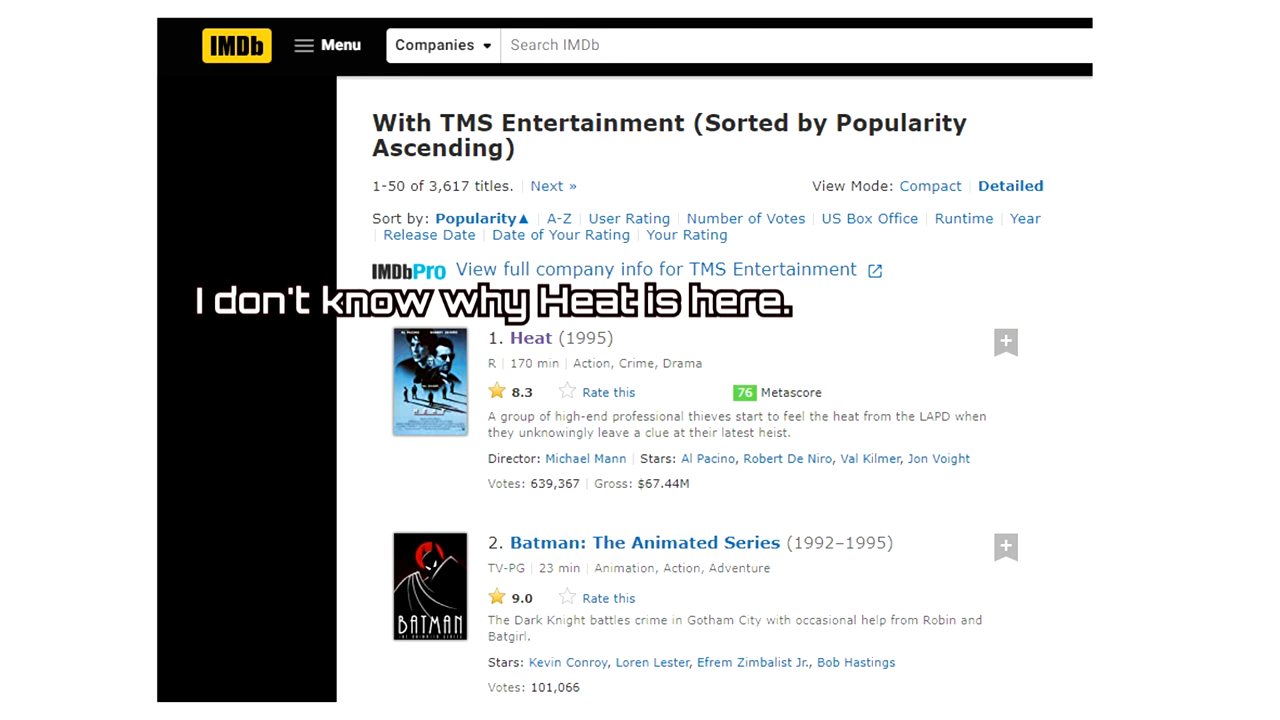 IMDb Menu Companies Search IMDb
With TMS Entertainment (Sorted by Popularity
Ascending)
1-50 of 3,617 titles. | Next » View Mode: Compact | Detailed
Sort by: Popularity▲ | A-Z | User Rating | Number of Votes | US Box Office | Runtime | Year
| Release Date | Date of Your Rating | Your Rating
IMDbPro View full company info for TMS Entertainment
I don't know why Heat is here.
1. Heat (1995)
R | 170 min | Action, Crime, Drama
8.3 Rate this 76 Metascore
A group of high-end professional thieves start to feel the heat from the LAPD when
they unknowingly leave a clue at their latest heist.
Director: Michael Mann | Stars: Al Pacino, Robert De Niro, Val Kilmer, Jon Voight
Votes: 639,367 | Gross: $67.44M
2. Batman: The Animated Series (1992–1995)
TV-PG | 23 min | Animation, Action, Adventure
9.0 Rate this
The Dark Knight battles crime in Gotham City with occasional help from Robin and
Batgirl.
BATMAN
Stars: Kevin Conroy, Loren Lester, Efrem Zimbalist Jr., Bob Hastings
Votes: 101,066